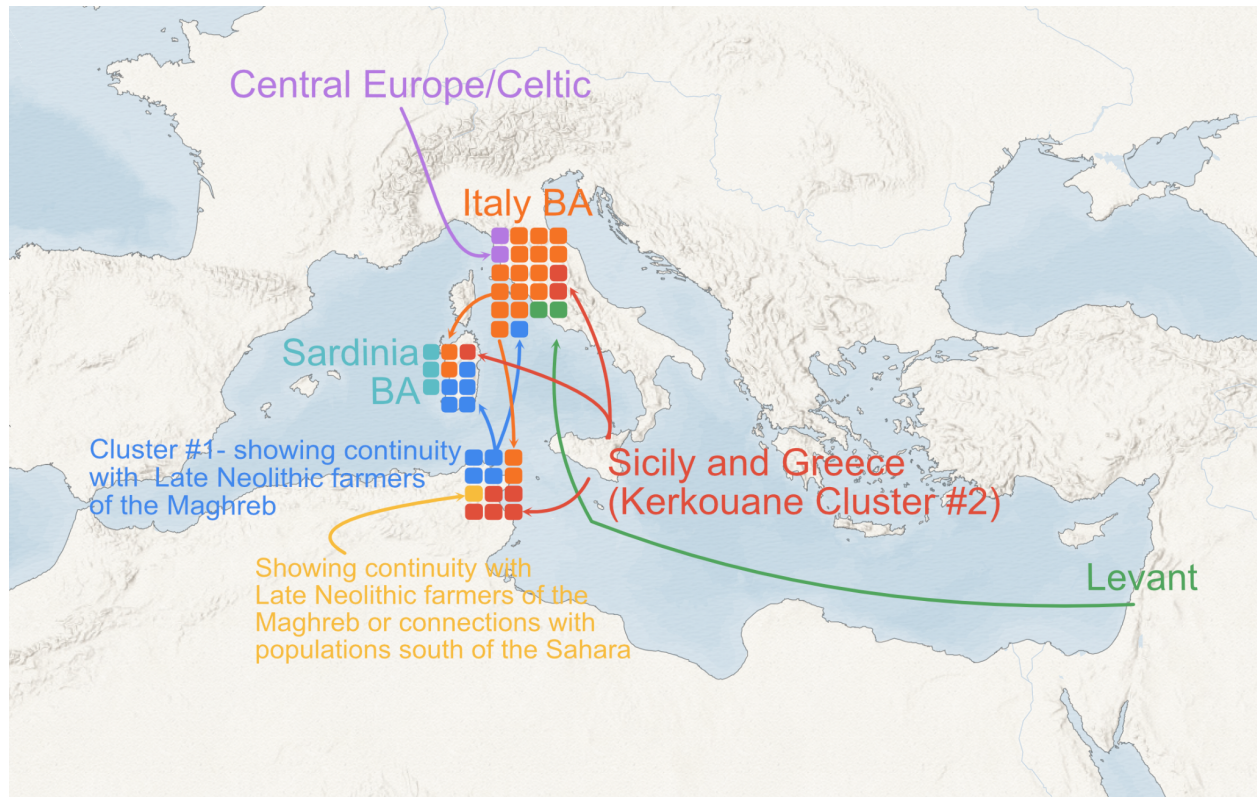 Central Europe/Celtic
Italy BA
Sardinia
BA
Cluster #1- showing continuity
with Late Neolithic farmers
of the Maghreb
Sicily and Greece
(Kerkouane Cluster #2)
Showing continuity with
Late Neolithic farmers of the
Maghreb or connections with
populations south of the Sahara
Levant